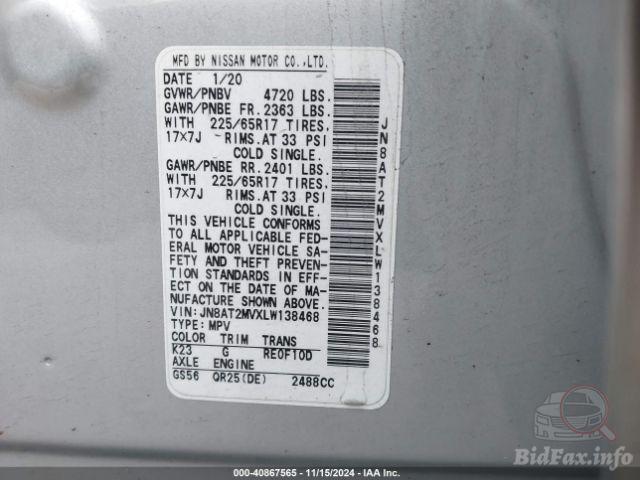 MFD BY NISSAN MOTOR CO.,LTD.
DATE 1/20
GVWR/PNBV 4720 LBS.
GAWR/PNBE FR.2363 LBS.
WITH 225/65R17 TIRES,
17×7J RIMS.AT 33 PSI
COLD SINGLE.
GAWR/PNBE RR.2401 LBS.
WITH 225/65R17 TIRES,
17×7J RIMS.AT 33 PSI
COLD SINGLE.
THIS VEHICLE CONFORMS
TO ALL APPLICABLE FED-
ERAL MOTOR VEHICLE SA-
FETY AND THEFT PREVEN-
TION STANDARDS IN EFF-
ECT ON THE DATE OF MA-
NUFACTURE SHOWN ABOVE.
VIN:JN8AT2MVXLW138468
TYPE:MPV
COLOR TRIM TRANS
K23 G RE0F10D
AXLE ENGINE
GS56 QR25(DE) 2488CC
JN8AT2MVXLW138468
BidFax.info
000-40867565 - 11/15/2024 - IAA Inc.